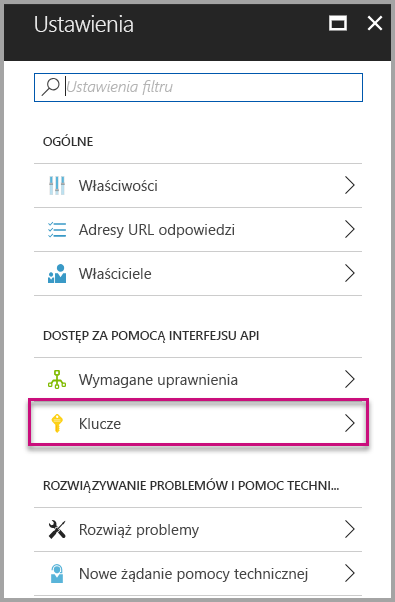 Ustawienia
Ustawienia filtru
OGÓLNE
Właściwości
Adresy URL odpowiedzi
Właściciele
DOSTĘP ZA POMOCĄ INTERFEJSU API
Wymagane uprawnienia
Klucze
ROZWIĄZYWANIE PROBLEMÓW I POMOC TECHNI...
Rozwiąż problemy
Nowe żądanie pomocy technicznej